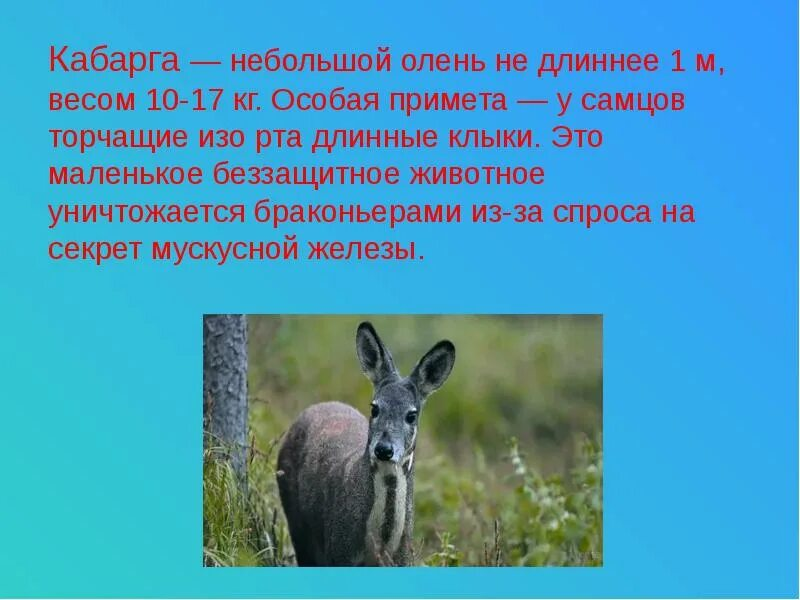 Кабарга — небольшой олень не длиннее 1 м,
весом 10-17 кг. Особая примета — у самцов
торчащие изо рта длинные клыки. Это
маленькое беззащитное животное
уничтожается браконьерами из-за спроса на
секрет мускусной железы.